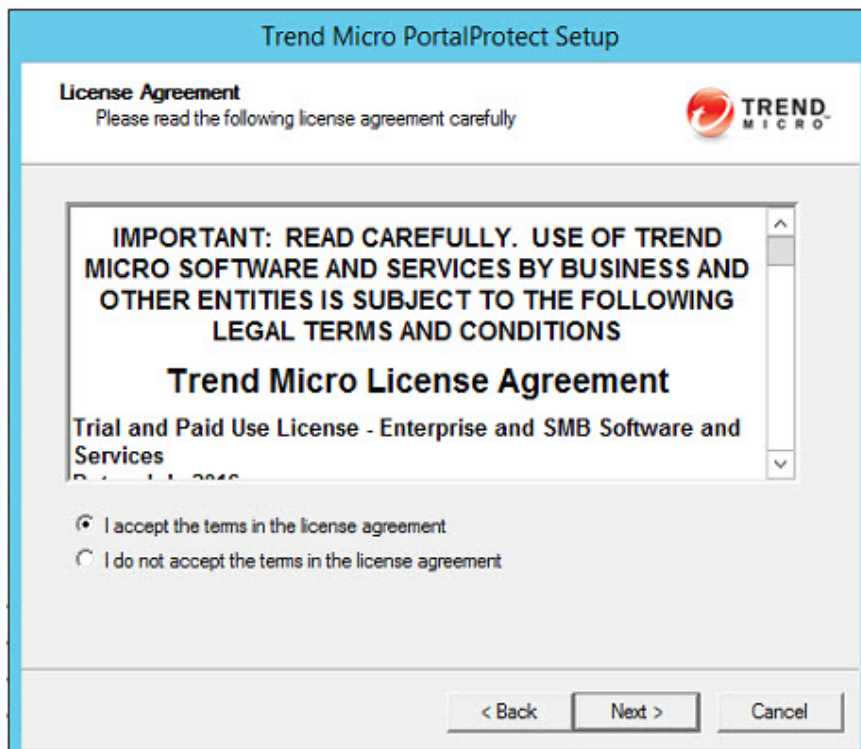 Trend Micro PortalProtect Setup
License Agreement
Please read the following license agreement carefully
TREND
MICRO
IMPORTANT: READ CAREFULLY. USE OF TREND
MICRO SOFTWARE AND SERVICES BY BUSINESS AND
OTHER ENTITIES IS SUBJECT TO THE FOLLOWING
LEGAL TERMS AND CONDITIONS
Trend Micro License Agreement
Trial and Paid Use License - Enterprise and SMB Software and
Services
I accept the terms in the license agreement
I do not accept the terms in the license agreement
< Back Next > Cancel